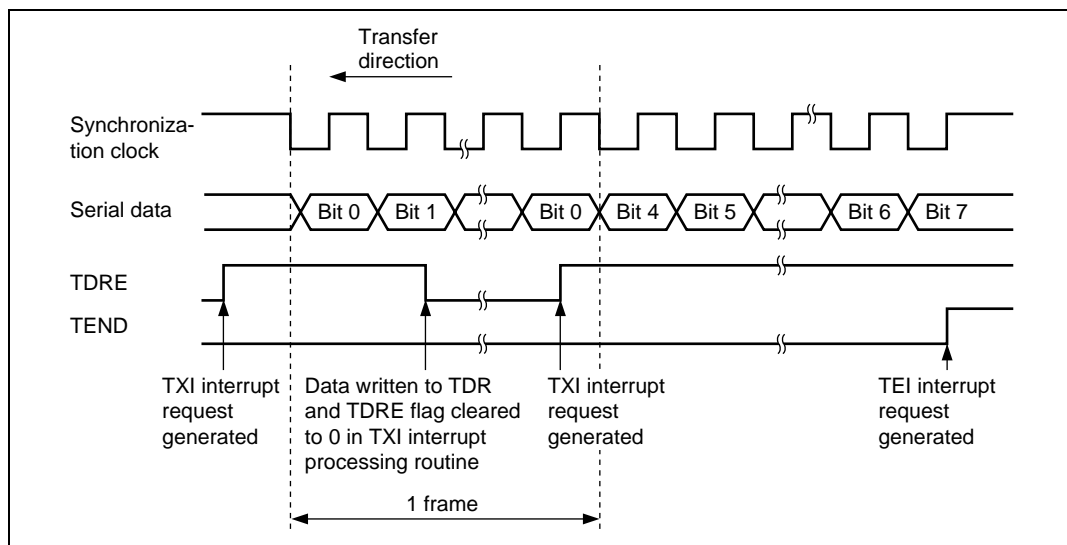 Transfer
direction
Synchroniza-
tion clock
Serial data
Bit 0
Bit 1
Bit 0
Bit 4
Bit 5
Bit 6
Bit 7
TDRE
TEND
TXI interrupt
request
generated
Data written to TDR
and TDRE flag cleared
to 0 in TXI interrupt
processing routine
TXI interrupt
request
generated
TEI interrupt
request
generated
1 frame